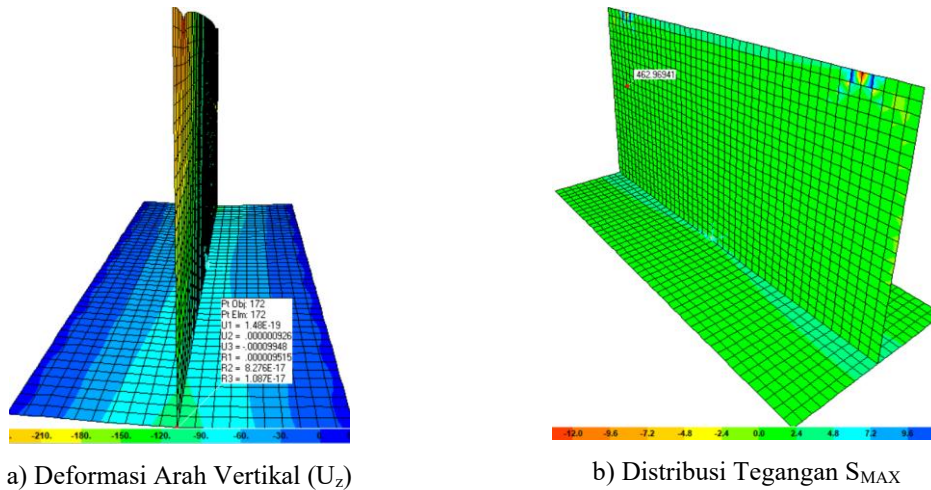 462.96941
Pt Obj: 172
Pt Elm: 172
U1 = 1.48E-19
U2 = .000000926
U3 = -.00009948
R1 = .000009515
R2 = 8.276E-17
R3 = 1.087E-17
-210. -180. -150. -120. -90. -60. -30. 0
-12.0 -9.6 -7.2 -4.8 -2.4 0.0 2.4 4.8 7.2 9.6
a) Deformasi Arah Vertikal (Uz)
b) Distribusi Tegangan SMAX